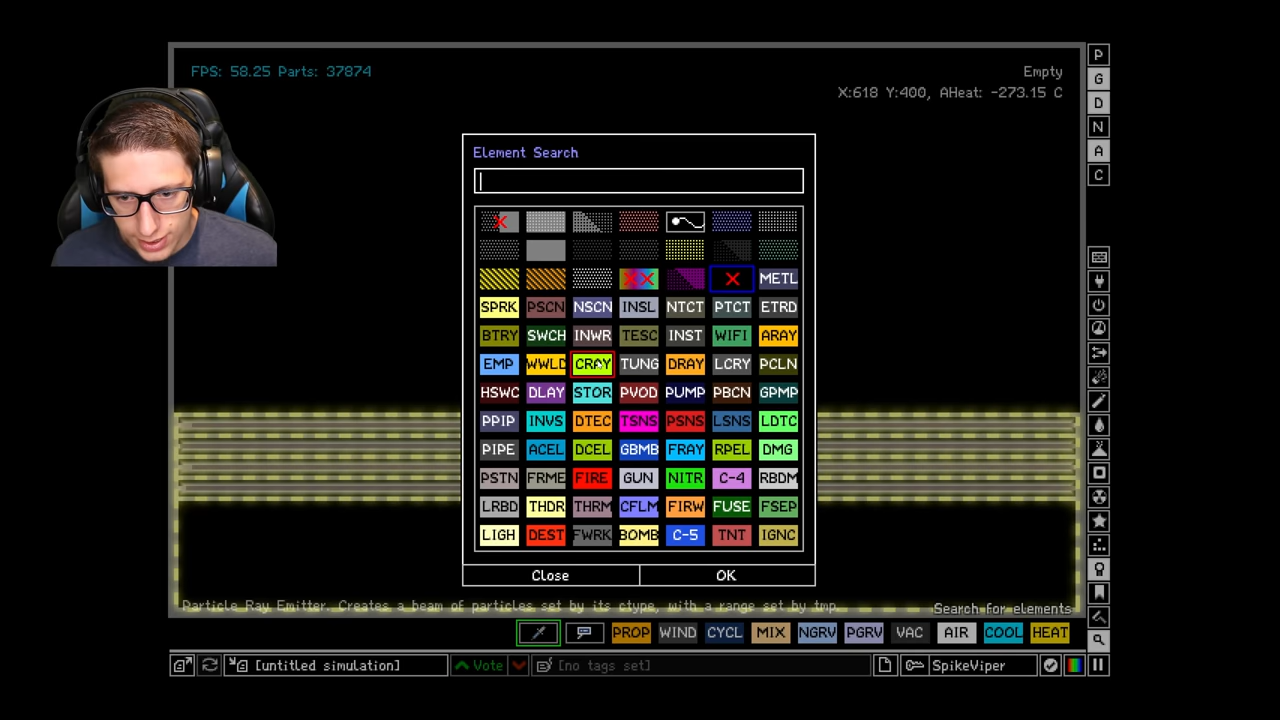 FPS: 58.25 Parts: 37874
Empty
X:618 Y:400, AHeat: -273.15 C
P
G
D
N
A
C
Element Search
METL
SPRK PSCN NSCN INSL NTCT PTCT ETRD
BTRY SWCH INWR TESC INST WIFI ARAY
EMP WWLD CRAY TUNG DRAY LCRY PCLN
HSWC DLAY STOR PVOD PUMP PBCN GPMP
PPIP INVS DTEC TSNS PSNS LSNS LDTC
PIPE ACEL DCEL GBMB FRAY RPEL DMG
PSTN FRME FIRE GUN NITR C-4 RBDM
LRBD THDR THRM CFLM FIRW FUSE FSEP
LIGH DEST FWRK BOMB C-5 TNT IGNC
Close OK
Particle Ray Emitter. Creates a beam of particles set by its ctype, with a range set by tmp.
Search for elements
PROP WIND CYCL MIX NGRV PGRV VAC AIR COOL HEAT
[untitled simulation] Vote [no tags set] SpikeViper